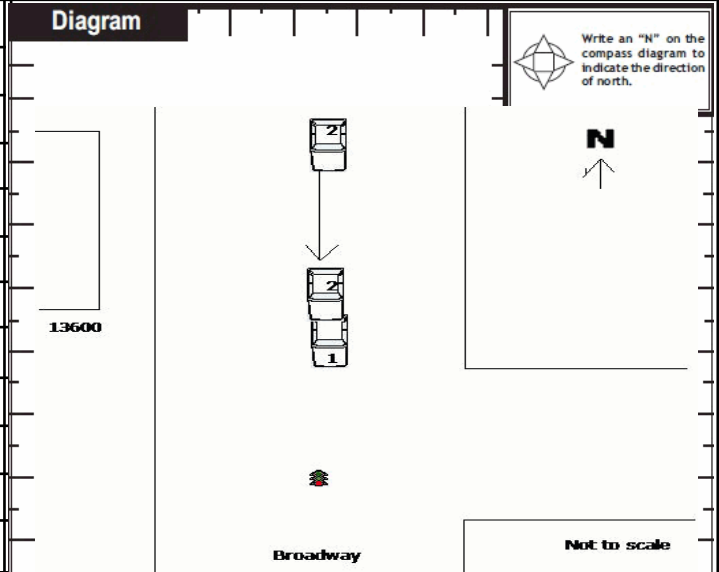 Diagram
Write an “N” on the
compass diagram to
indicate the direction
of north.
2
N
2
13600
1
Broadway
Not to scale